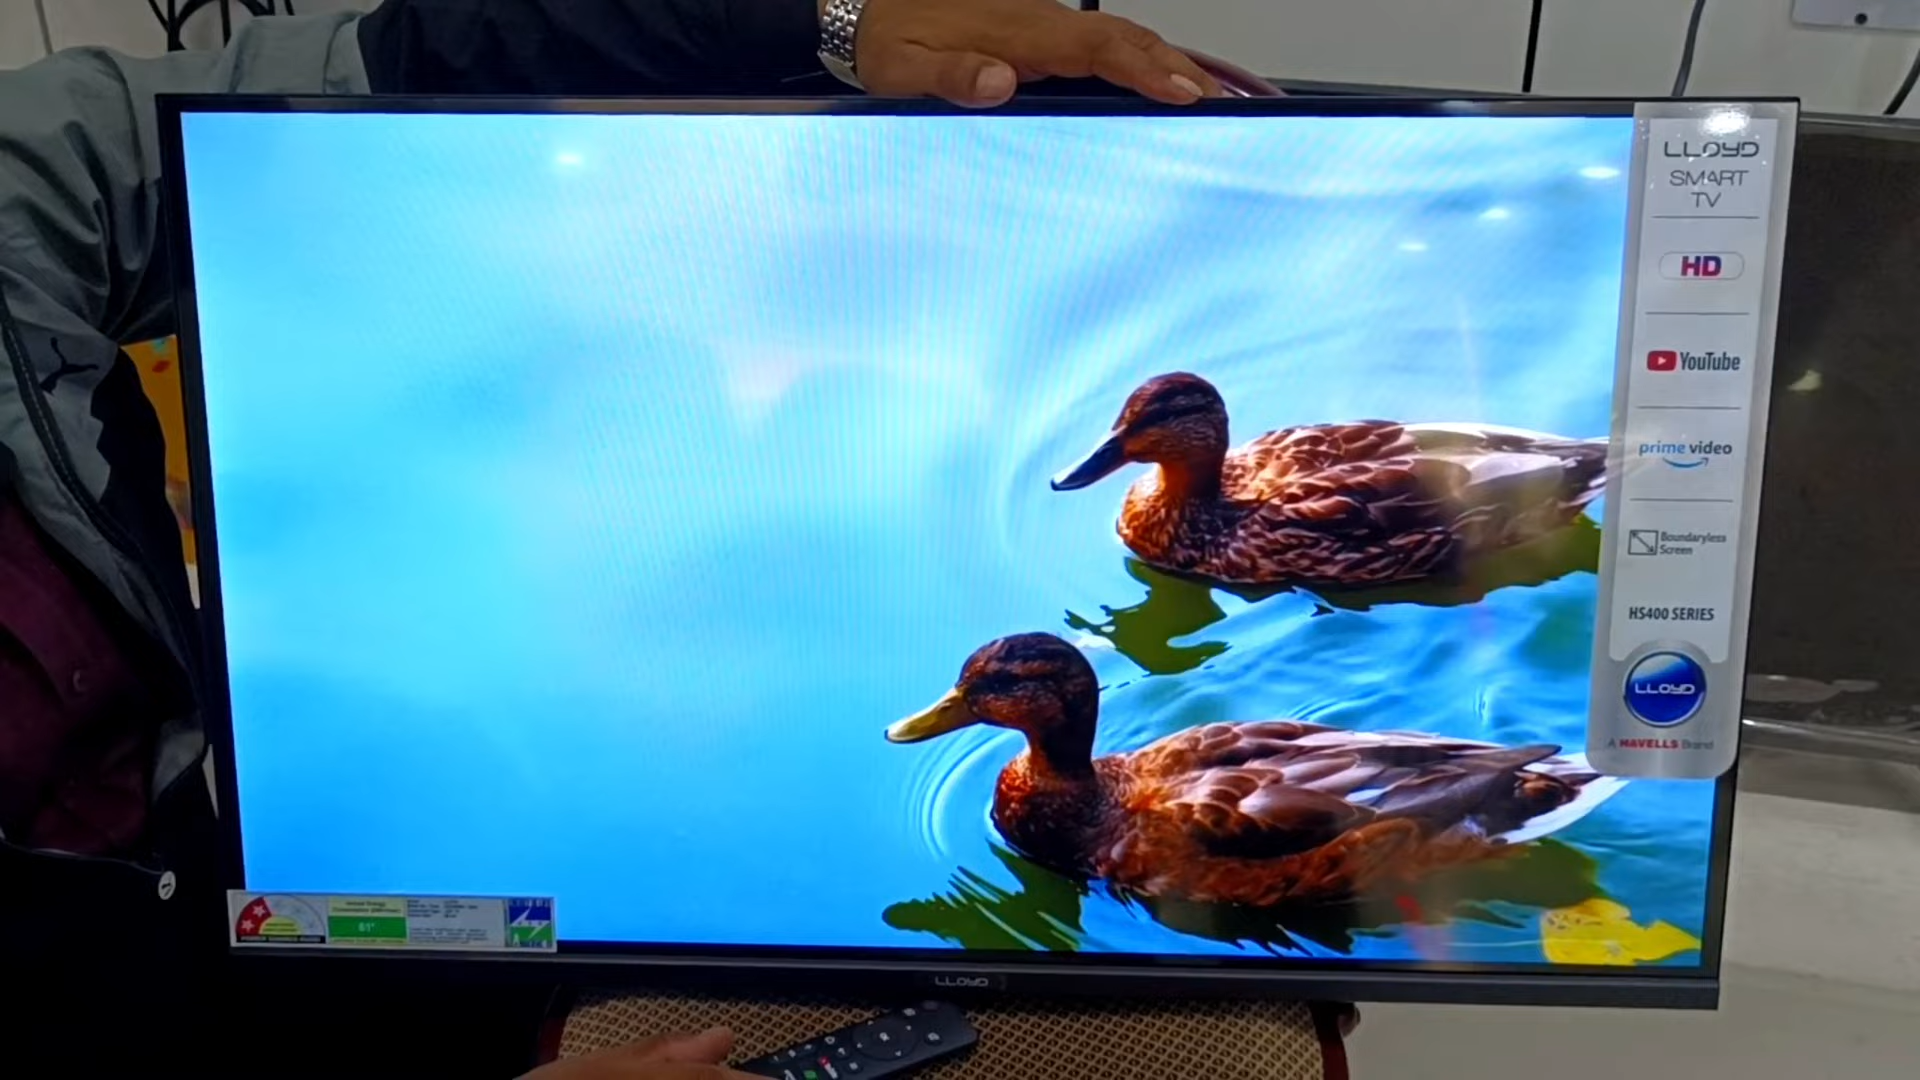 LLOYD
SMART
TV
HD
YouTube
prime video
Boundaryless
Screen
HS400 SERIES
LLOYD
A HAVELLS Brand
LLOYD